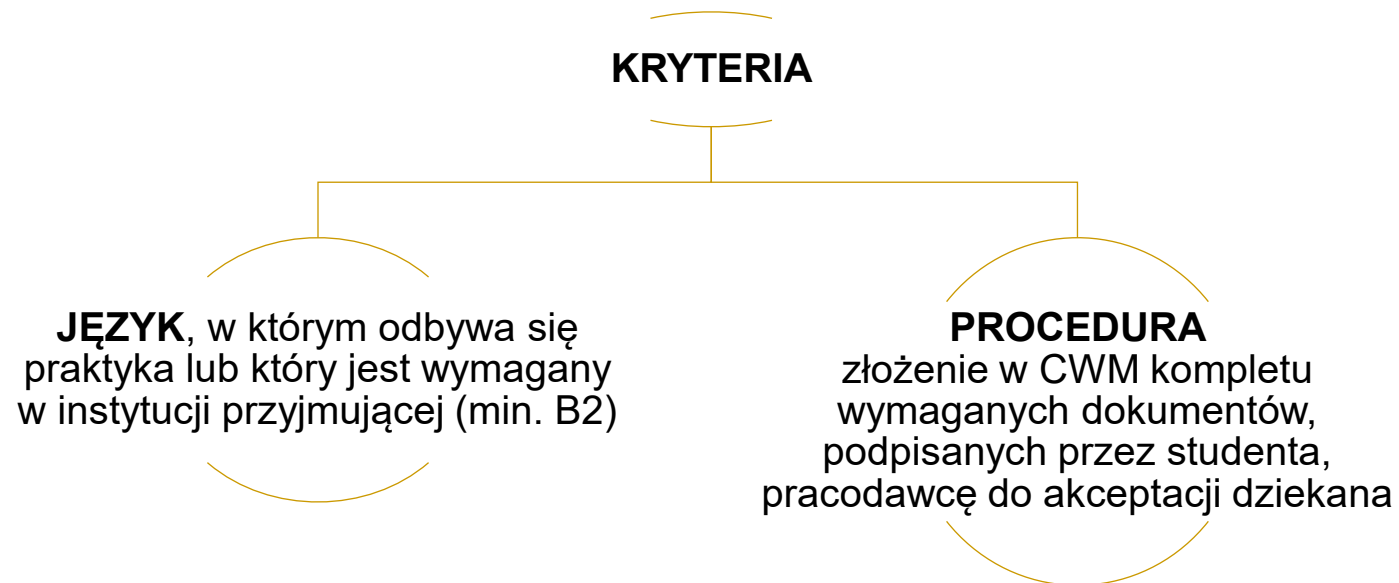 KRYTERIA
JĘZYK, w którym odbywa się
praktyka lub który jest wymagany
w instytucji przyjmującej (min. B2)
PROCEDURA
złożenie w CWM kompletu
wymaganych dokumentów,
podpisanych przez studenta,
pracodawcę do akceptacji dziekana